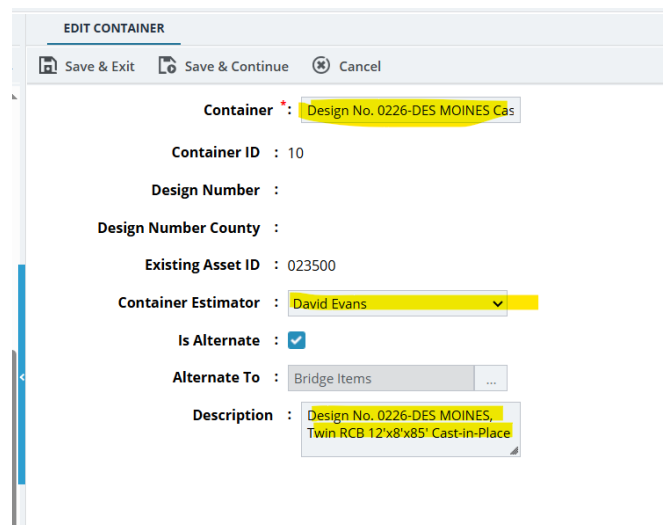 EDIT CONTAINER
Save & Exit Save & Continue Cancel
Container *: Design No. 0226-DES MOINES Cas
Container ID : 10
Design Number :
Design Number County :
Existing Asset ID : 023500
Container Estimator : David Evans
Is Alternate :
Alternate To : Bridge Items ...
Description : Design No. 0226-DES MOINES,
Twin RCB 12'x8'x85' Cast-in-Place